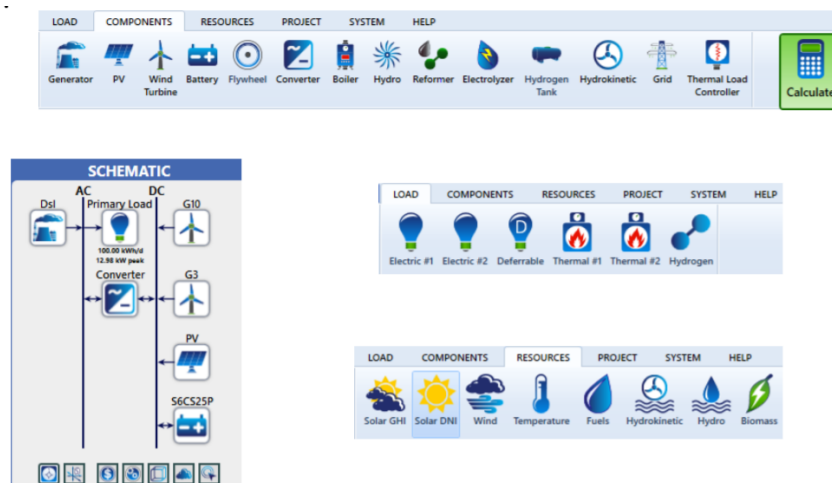 LOAD COMPONENTS RESOURCES PROJECT SYSTEM HELP
Generator PV Wind Turbine Battery Flywheel Converter Boiler Hydro Reformer Electrolyzer Hydrogen Tank Hydrokinetic Grid Thermal Load Controller Calculate
SCHEMATIC
AC DC
Dsl Primary Load G10
100.00 kWh/d
12.98 kW peak
Converter G3
PV
S6CS25P
LOAD COMPONENTS RESOURCES PROJECT SYSTEM HELP
D
Electric #1 Electric #2 Deferrable Thermal #1 Thermal #2 Hydrogen
LOAD COMPONENTS RESOURCES PROJECT SYSTEM HELP
Solar GHI Solar DNI Wind Temperature Fuels Hydrokinetic Hydro Biomass